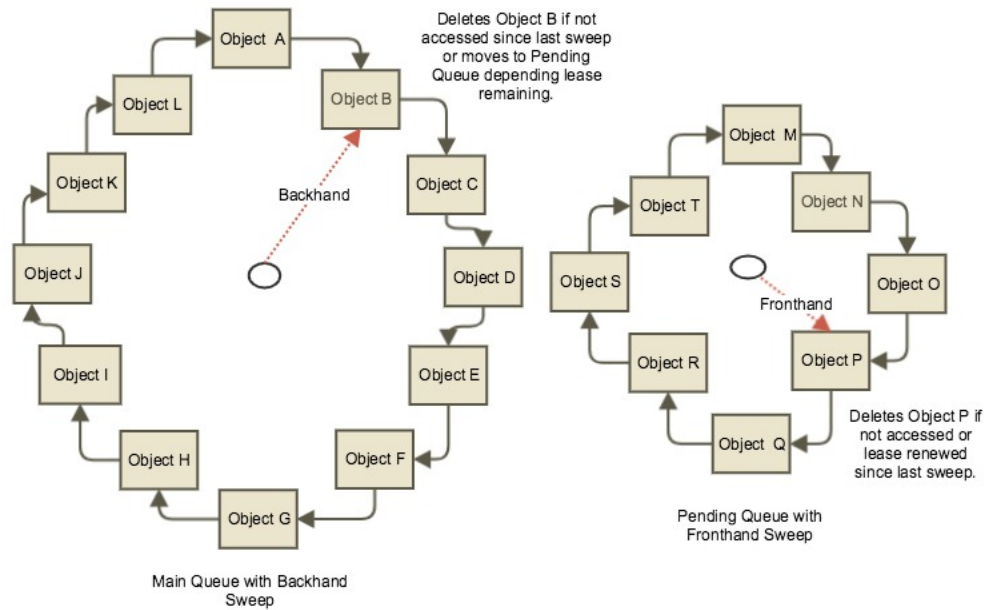 Object A
Deletes Object B if not
accessed since last sweep
or moves to Pending
Queue depending lease
remaining.
Object B
Object L
Object K
Object C
Backhand
Object J
Object D
Object I
Object E
Object H
Object F
Object G
Main Queue with Backhand
Sweep
Object M
Object T
Object N
Object S
Object O
Fronthand
Object R
Object P
Object Q
Deletes Object P if
not accessed or
lease renewed
since last sweep.
Pending Queue with
Fronthand Sweep